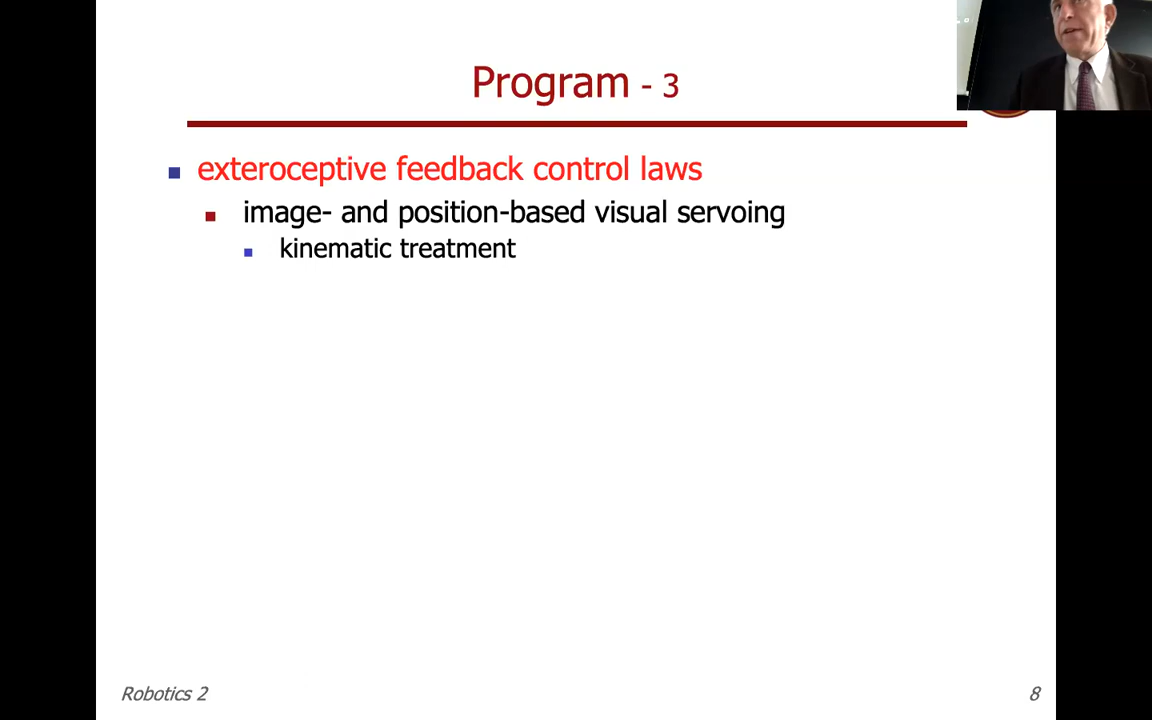 Program - 3
exteroceptive feedback control laws
image- and position-based visual servoing
kinematic treatment
Robotics 2
8